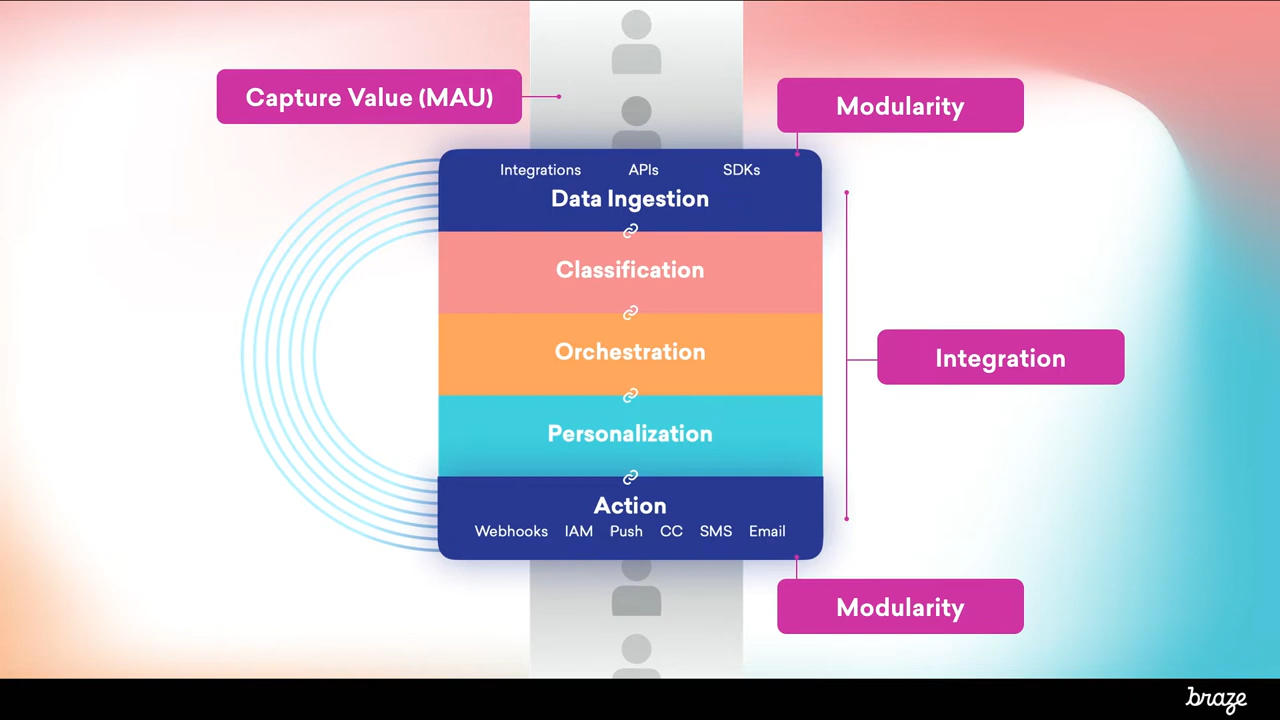 Capture Value (MAU)
Modularity
Integrations APIs SDKs
Data Ingestion
Classification
Orchestration
Integration
Personalization
Action
Webhooks IAM Push CC SMS Email
Modularity
braze